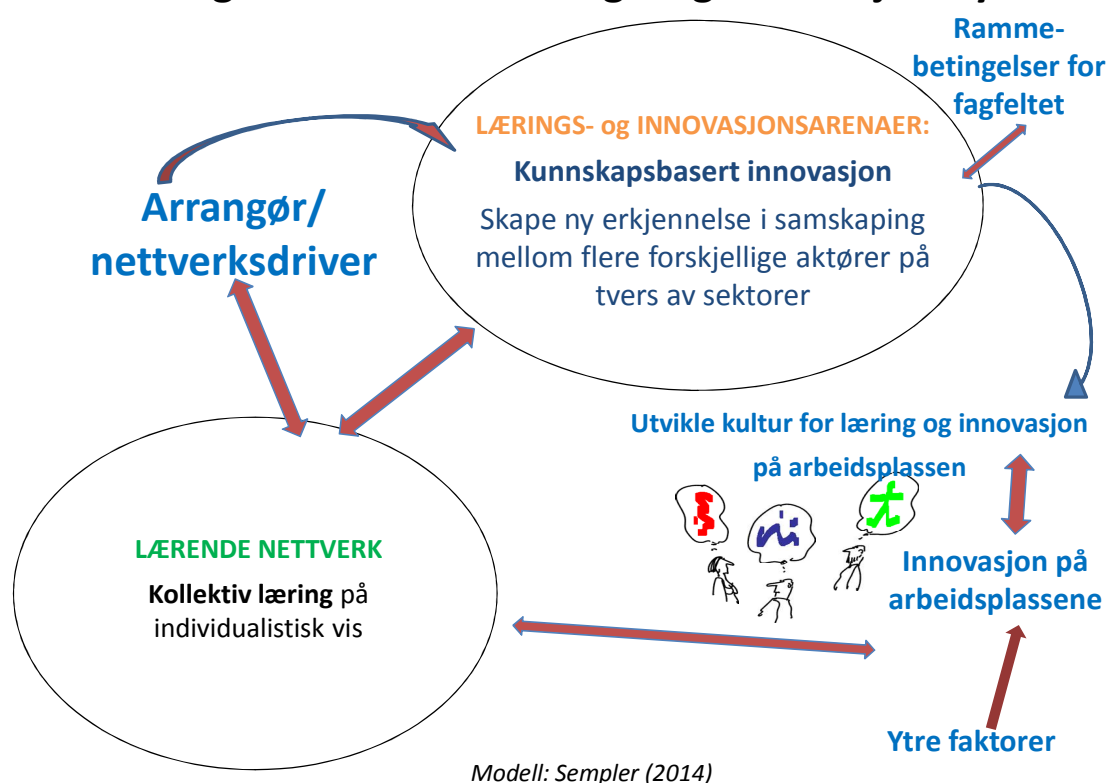 Ramme-
betingelser for
fagfeltet
LÆRINGS- og INNOVASJONSARENAER:
Kunnskapsbasert innovasjon
Skape ny erkjennelse i samskaping
mellom flere forskjellige aktører på
tvers av sektorer
Arrangør/
nettverksdriver
Utvikle kultur for læring og innovasjon
på arbeidsplassen
LÆRENDE NETTVERK
Kollektiv læring på
individualistisk vis
Innovasjon på
arbeidsplassene
Ytre faktorer
Modell: Sempler (2014)